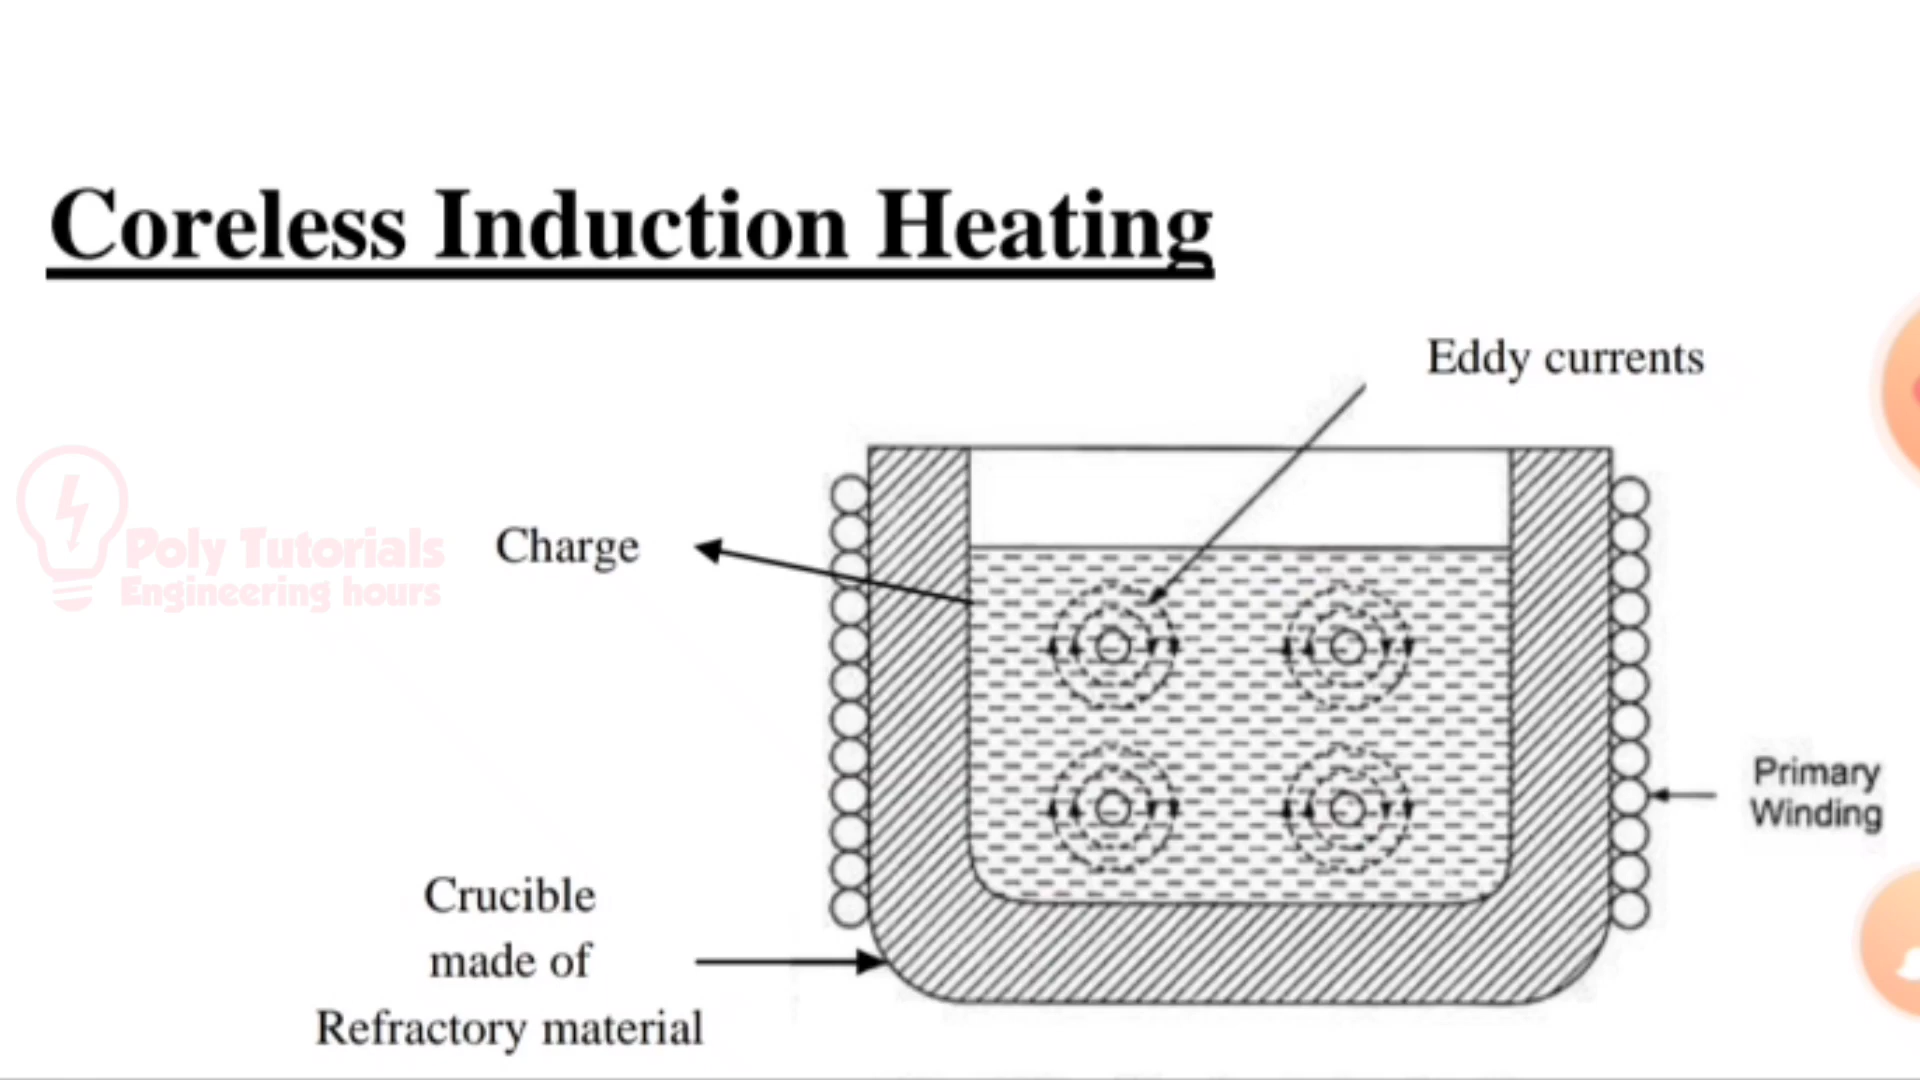 Coreless Induction Heating
Eddy currents
Charge
Poly Tutorials
Engineering hours
Primary
Winding
Crucible
made of
Refractory material